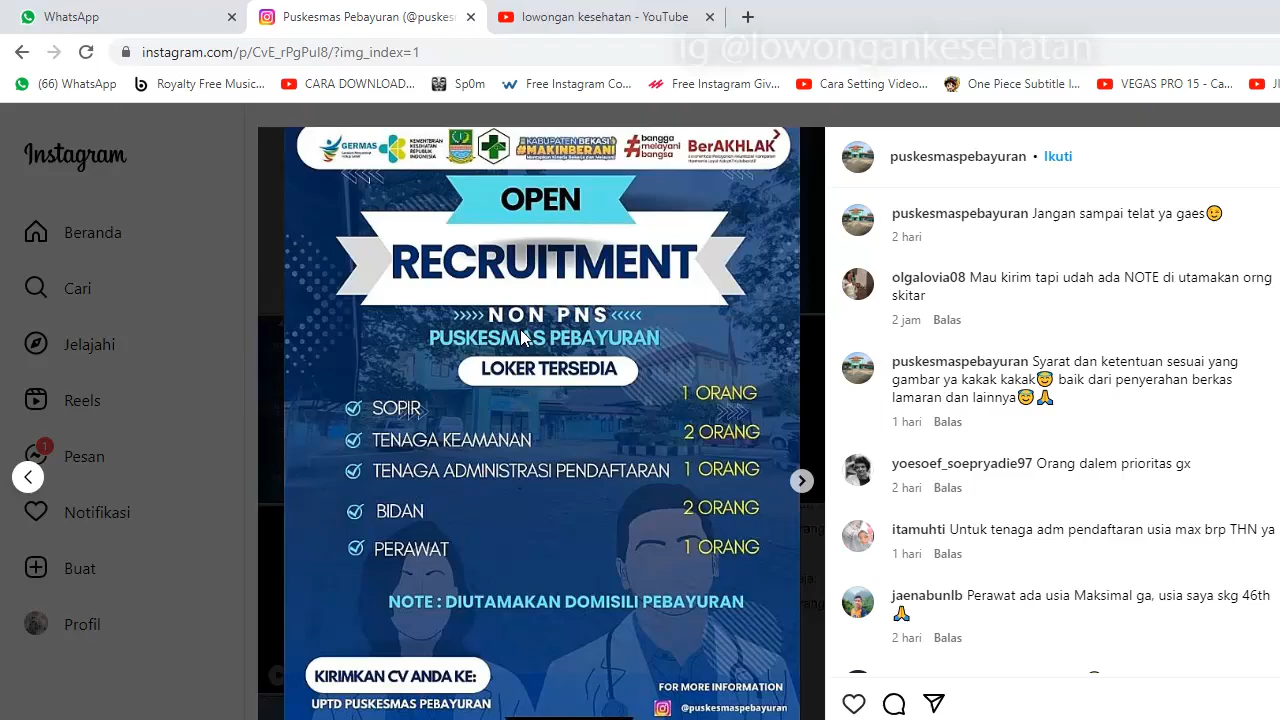 WhatsApp
Puskesmas Pebayuran (@puskes
lowongan kesehatan - YouTube
instagram.com/p/CvE_rPgPul8/?img_index=1
ig @lowongankesehatan
(66) WhatsApp
Royalty Free Music...
CARA DOWNLOAD...
Sp0m
Free Instagram Co...
Free Instagram Giv...
Cara Setting Video...
One Piece Subtitle I...
VEGAS PRO 15 - Ca...
Instagram
Beranda
Cari
Jelajahi
Reels
1
Pesan
Notifikasi
Buat
Profil
GERMAS
KEMENTERIAN
KESEHATAN
REPUBLIK
INDONESIA
KABUPATEN BEKASI
#MAKINBERANI
#bangga
melayani
bangsa
BerAKHLAK
OPEN
RECRUITMENT
>>>>> NON PNS <<<<<
PUSKESMAS PEBAYURAN
LOKER TERSEDIA
SOPIR 1 ORANG
TENAGA KEAMANAN 2 ORANG
TENAGA ADMINISTRASI PENDAFTARAN 1 ORANG
BIDAN 2 ORANG
PERAWAT 1 ORANG
NOTE : DIUTAMAKAN DOMISILI PEBAYURAN
KIRIMKAN CV ANDA KE:
UPTD PUSKESMAS PEBAYURAN
FOR MORE INFORMATION
@puskesmaspebayuran
puskesmaspebayuran • Ikuti
puskesmaspebayuran Jangan sampai telat ya gaes😉
2 hari
olgalovia08 Mau kirim tapi udah ada NOTE di utamakan orng
skitar
2 jam Balas
puskesmaspebayuran Syarat dan ketentuan sesuai yang
gambar ya kakak kakak😇 baik dari penyerahan berkas
lamaran dan lainnya😇🙏
1 hari Balas
yoesoef_soepryadie97 Orang dalem prioritas gx
2 hari Balas
itamuhti Untuk tenaga adm pendaftaran usia max brp THN ya
1 hari Balas
jaenabunlb Perawat ada usia Maksimal ga, usia saya skg 46th
🙏
2 hari Balas